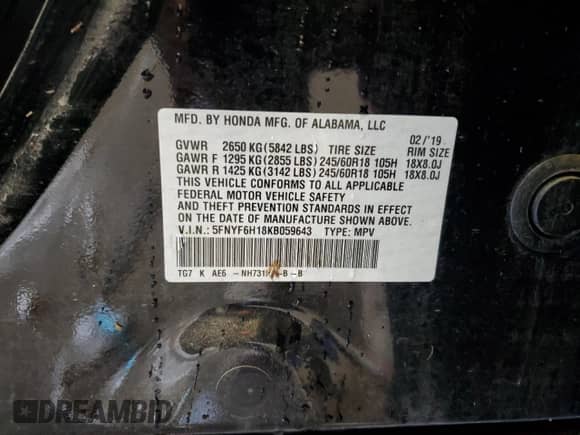 MFD. BY HONDA MFG. OF ALABAMA, LLC
02/'19
GVWR 2650 KG (5842 LBS) TIRE SIZE RIM SIZE
GAWR F 1295 KG (2855 LBS) 245/60R18 105H 18X8.0J
GAWR R 1425 KG (3142 LBS) 245/60R18 105H 18X8.0J
THIS VEHICLE CONFORMS TO ALL APPLICABLE
FEDERAL MOTOR VEHICLE SAFETY
AND THEFT PREVENTION STANDARDS IN EFFECT
ON THE DATE OF MANUFACTURE SHOWN ABOVE.
V.I.N.: 5FNYF6H18KB059643 TYPE: MPV
TG7 K AE6 -B -B
DREAMBID